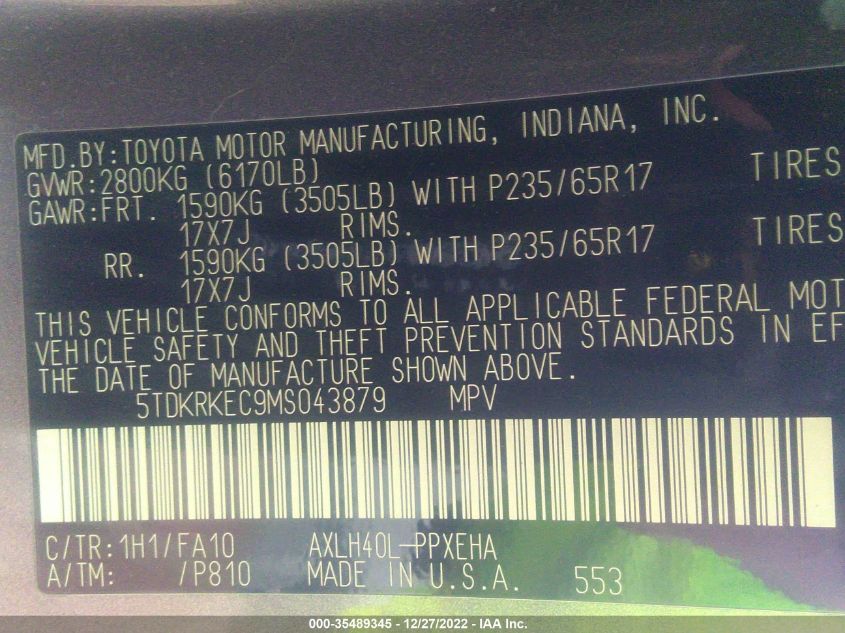 MFD.BY:TOYOTA MOTOR MANUFACTURING, INDIANA, INC.
GVWR:2800KG (6170LB)
GAWR:FRT. 1590KG (3505LB) WITH P235/65R17 TIRES
17X7J RIMS.
RR. 1590KG (3505LB) WITH P235/65R17 TIRES
17X7J RIMS.
THIS VEHICLE CONFORMS TO ALL APPLICABLE FEDERAL MOT
VEHICLE SAFETY AND THEFT PREVENTION STANDARDS IN EF
THE DATE OF MANUFACTURE SHOWN ABOVE.
5TDKRKEC9MS043879 MPV
C/TR:1H1/FA10 AXLH40L-PPXEHA
A/TM: /P810 MADE IN U.S.A. 553
000-35489345 - 12/27/2022 - IAA Inc.